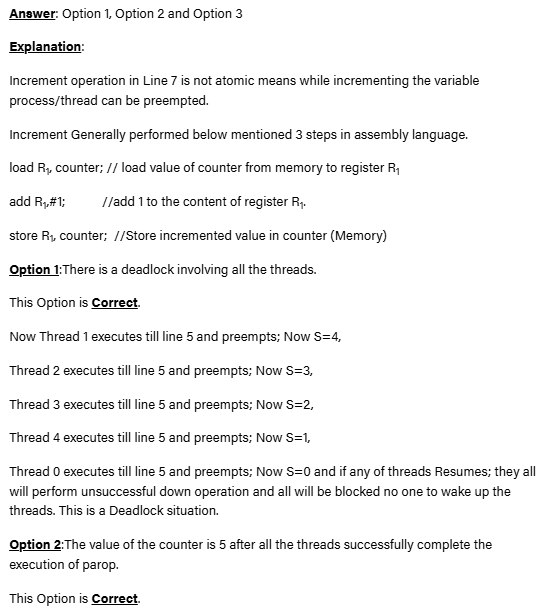 Answer: Option 1, Option 2 and Option 3
Explanation:
Increment operation in Line 7 is not atomic means while incrementing the variable
process/thread can be preempted.
Increment Generally performed below mentioned 3 steps in assembly language.
load R₁, counter; // load value of counter from memory to register R₁
add R₁,#1; //add 1 to the content of register R₁.
store R₁, counter; //Store incremented value in counter (Memory)
Option 1:There is a deadlock involving all the threads.
This Option is Correct.
Now Thread 1 executes till line 5 and preempts; Now S=4,
Thread 2 executes till line 5 and preempts; Now S=3,
Thread 3 executes till line 5 and preempts; Now S=2,
Thread 4 executes till line 5 and preempts; Now S=1,
Thread 0 executes till line 5 and preempts; Now S=0 and if any of threads Resumes; they all
will perform unsuccessful down operation and all will be blocked no one to wake up the
threads. This is a Deadlock situation.
Option 2:The value of the counter is 5 after all the threads successfully complete the
execution of parop.
This Option is Correct.